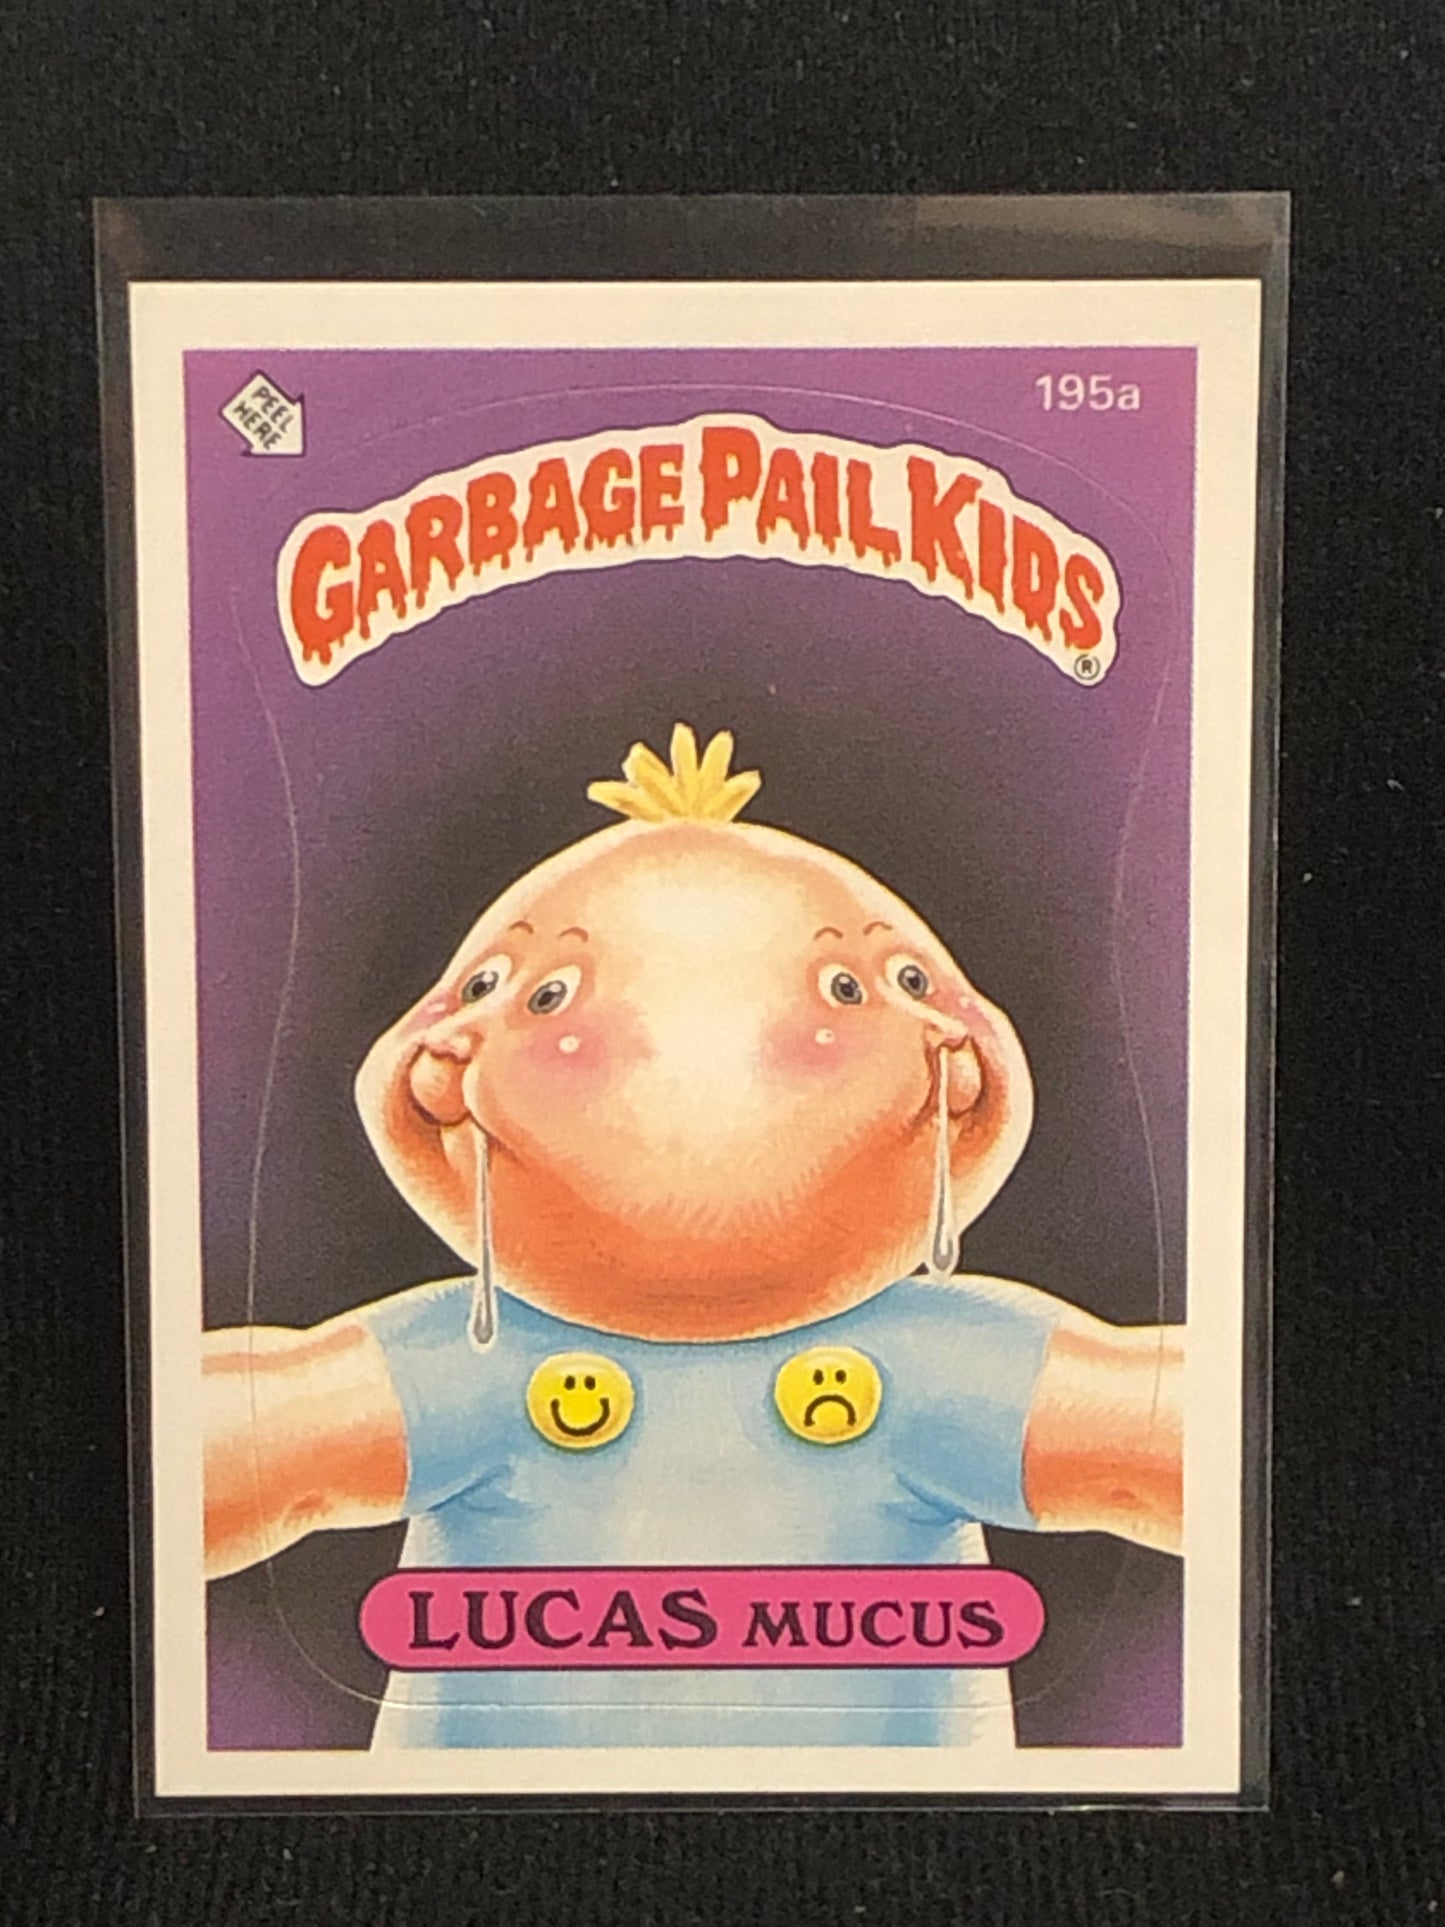 PEEL
HERE
195a
GARBAGE PAIL KIDS
®
LUCAS MUCUS